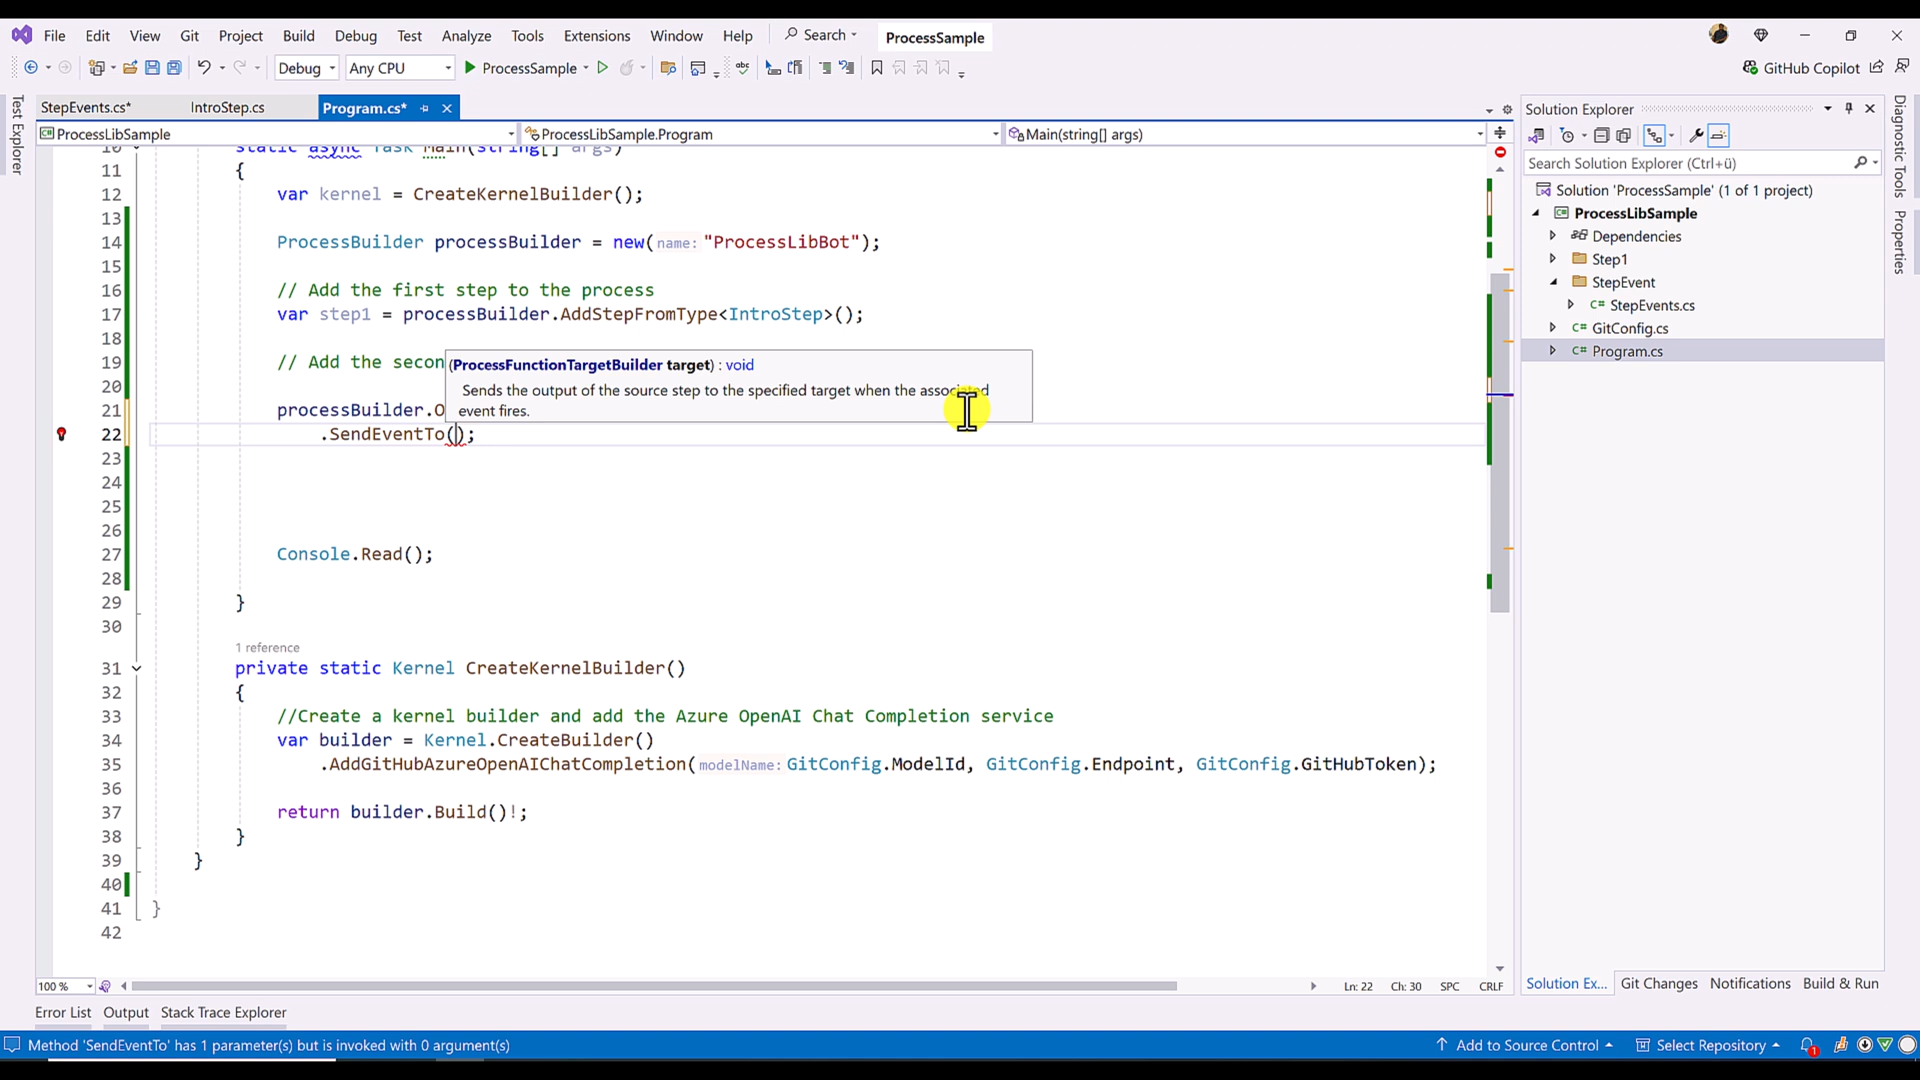 File Edit View Git Project Build Debug Test Analyze Tools Extensions Window Help Search ProcessSample
Debug Any CPU ProcessSample GitHub Copilot
Test Explorer
StepEvents.cs* IntroStep.cs Program.cs*
ProcessLibSample ProcessLibSample.Program Main(string[] args)
10 static async Task Main(string[] args)
11 {
12 var kernel = CreateKernelBuilder();
13
14 ProcessBuilder processBuilder = new(name: "ProcessLibBot");
15
16 // Add the first step to the process
17 var step1 = processBuilder.AddStepFromType<IntroStep>();
18
19 // Add the secon
(ProcessFunctionTargetBuilder target) : void
20
Sends the output of the source step to the specified target when the associated
event fires.
21 processBuilder.O
22 .SendEventTo();
23
24
25
26
27 Console.Read();
28
29 }
30
1 reference
31 private static Kernel CreateKernelBuilder()
32 {
33 //Create a kernel builder and add the Azure OpenAI Chat Completion service
34 var builder = Kernel.CreateBuilder()
35 .AddGitHubAzureOpenAIChatCompletion(modelName: GitConfig.ModelId, GitConfig.Endpoint, GitConfig.GitHubToken);
36
37 return builder.Build()!;
38 }
39 }
40
41 }
42
100 % Ln: 22 Ch: 30 SPC CRLF
Solution Explorer
Search Solution Explorer (Ctrl+ü)
Solution 'ProcessSample' (1 of 1 project)
ProcessLibSample
Dependencies
Step1
StepEvent
C# StepEvents.cs
C# GitConfig.cs
C# Program.cs
Solution Ex... Git Changes Notifications Build & Run
Diagnostic Tools
Properties
Error List Output Stack Trace Explorer
Method 'SendEventTo' has 1 parameter(s) but is invoked with 0 argument(s) Add to Source Control Select Repository 1